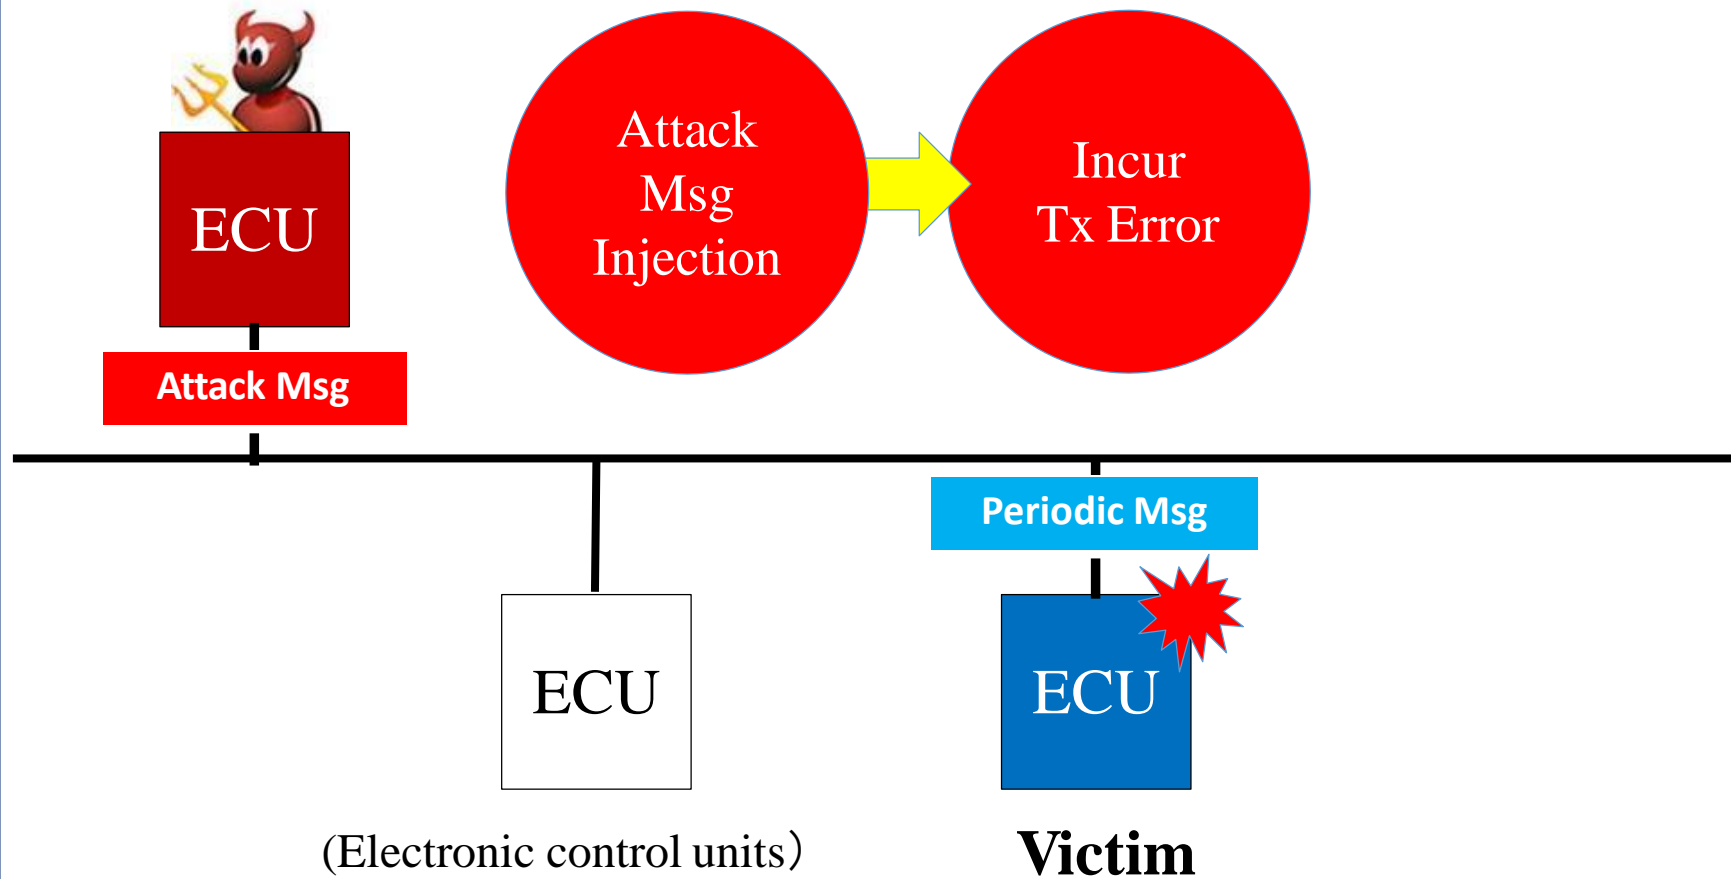 ECU
Attack Msg
Attack
Msg
Injection
Incur
Tx Error
Periodic Msg
ECU
ECU
(Electronic control units）
Victim